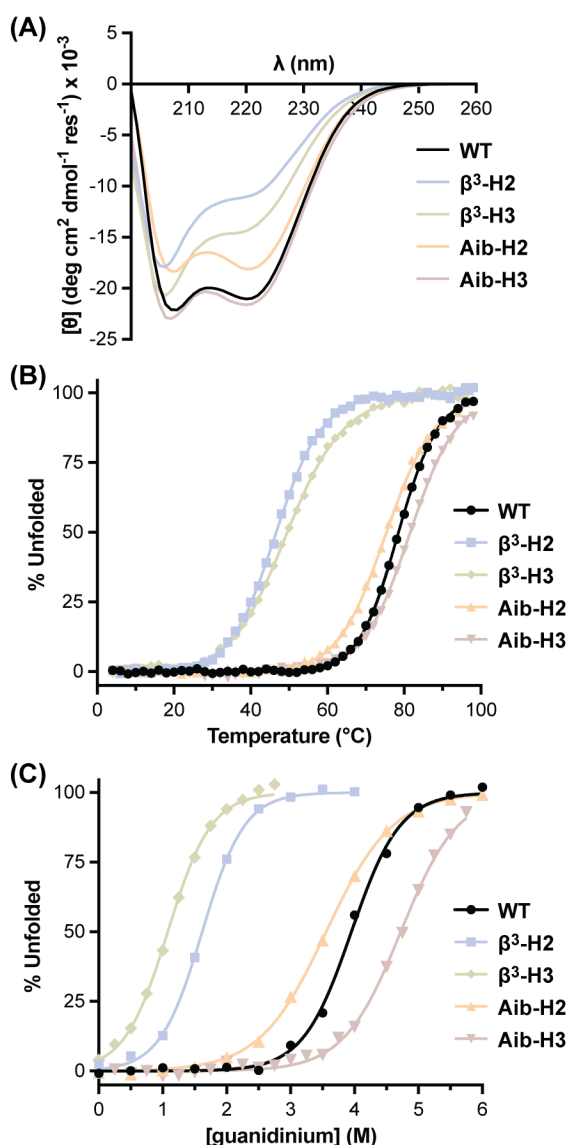 (A)
λ (nm)
0
210 220 230 240 250 260
-5
-10
-15
-20
-25
[θ] (deg cm² dmol⁻¹ res⁻¹) x 10⁻³
WT
β³-H2
β³-H3
Aib-H2
Aib-H3
(B)
100
75
50
25
0
% Unfolded
0 20 40 60 80 100
Temperature (°C)
WT
β³-H2
β³-H3
Aib-H2
Aib-H3
(C)
100
75
50
25
0
% Unfolded
0 1 2 3 4 5 6
[guanidinium] (M)
WT
β³-H2
β³-H3
Aib-H2
Aib-H3